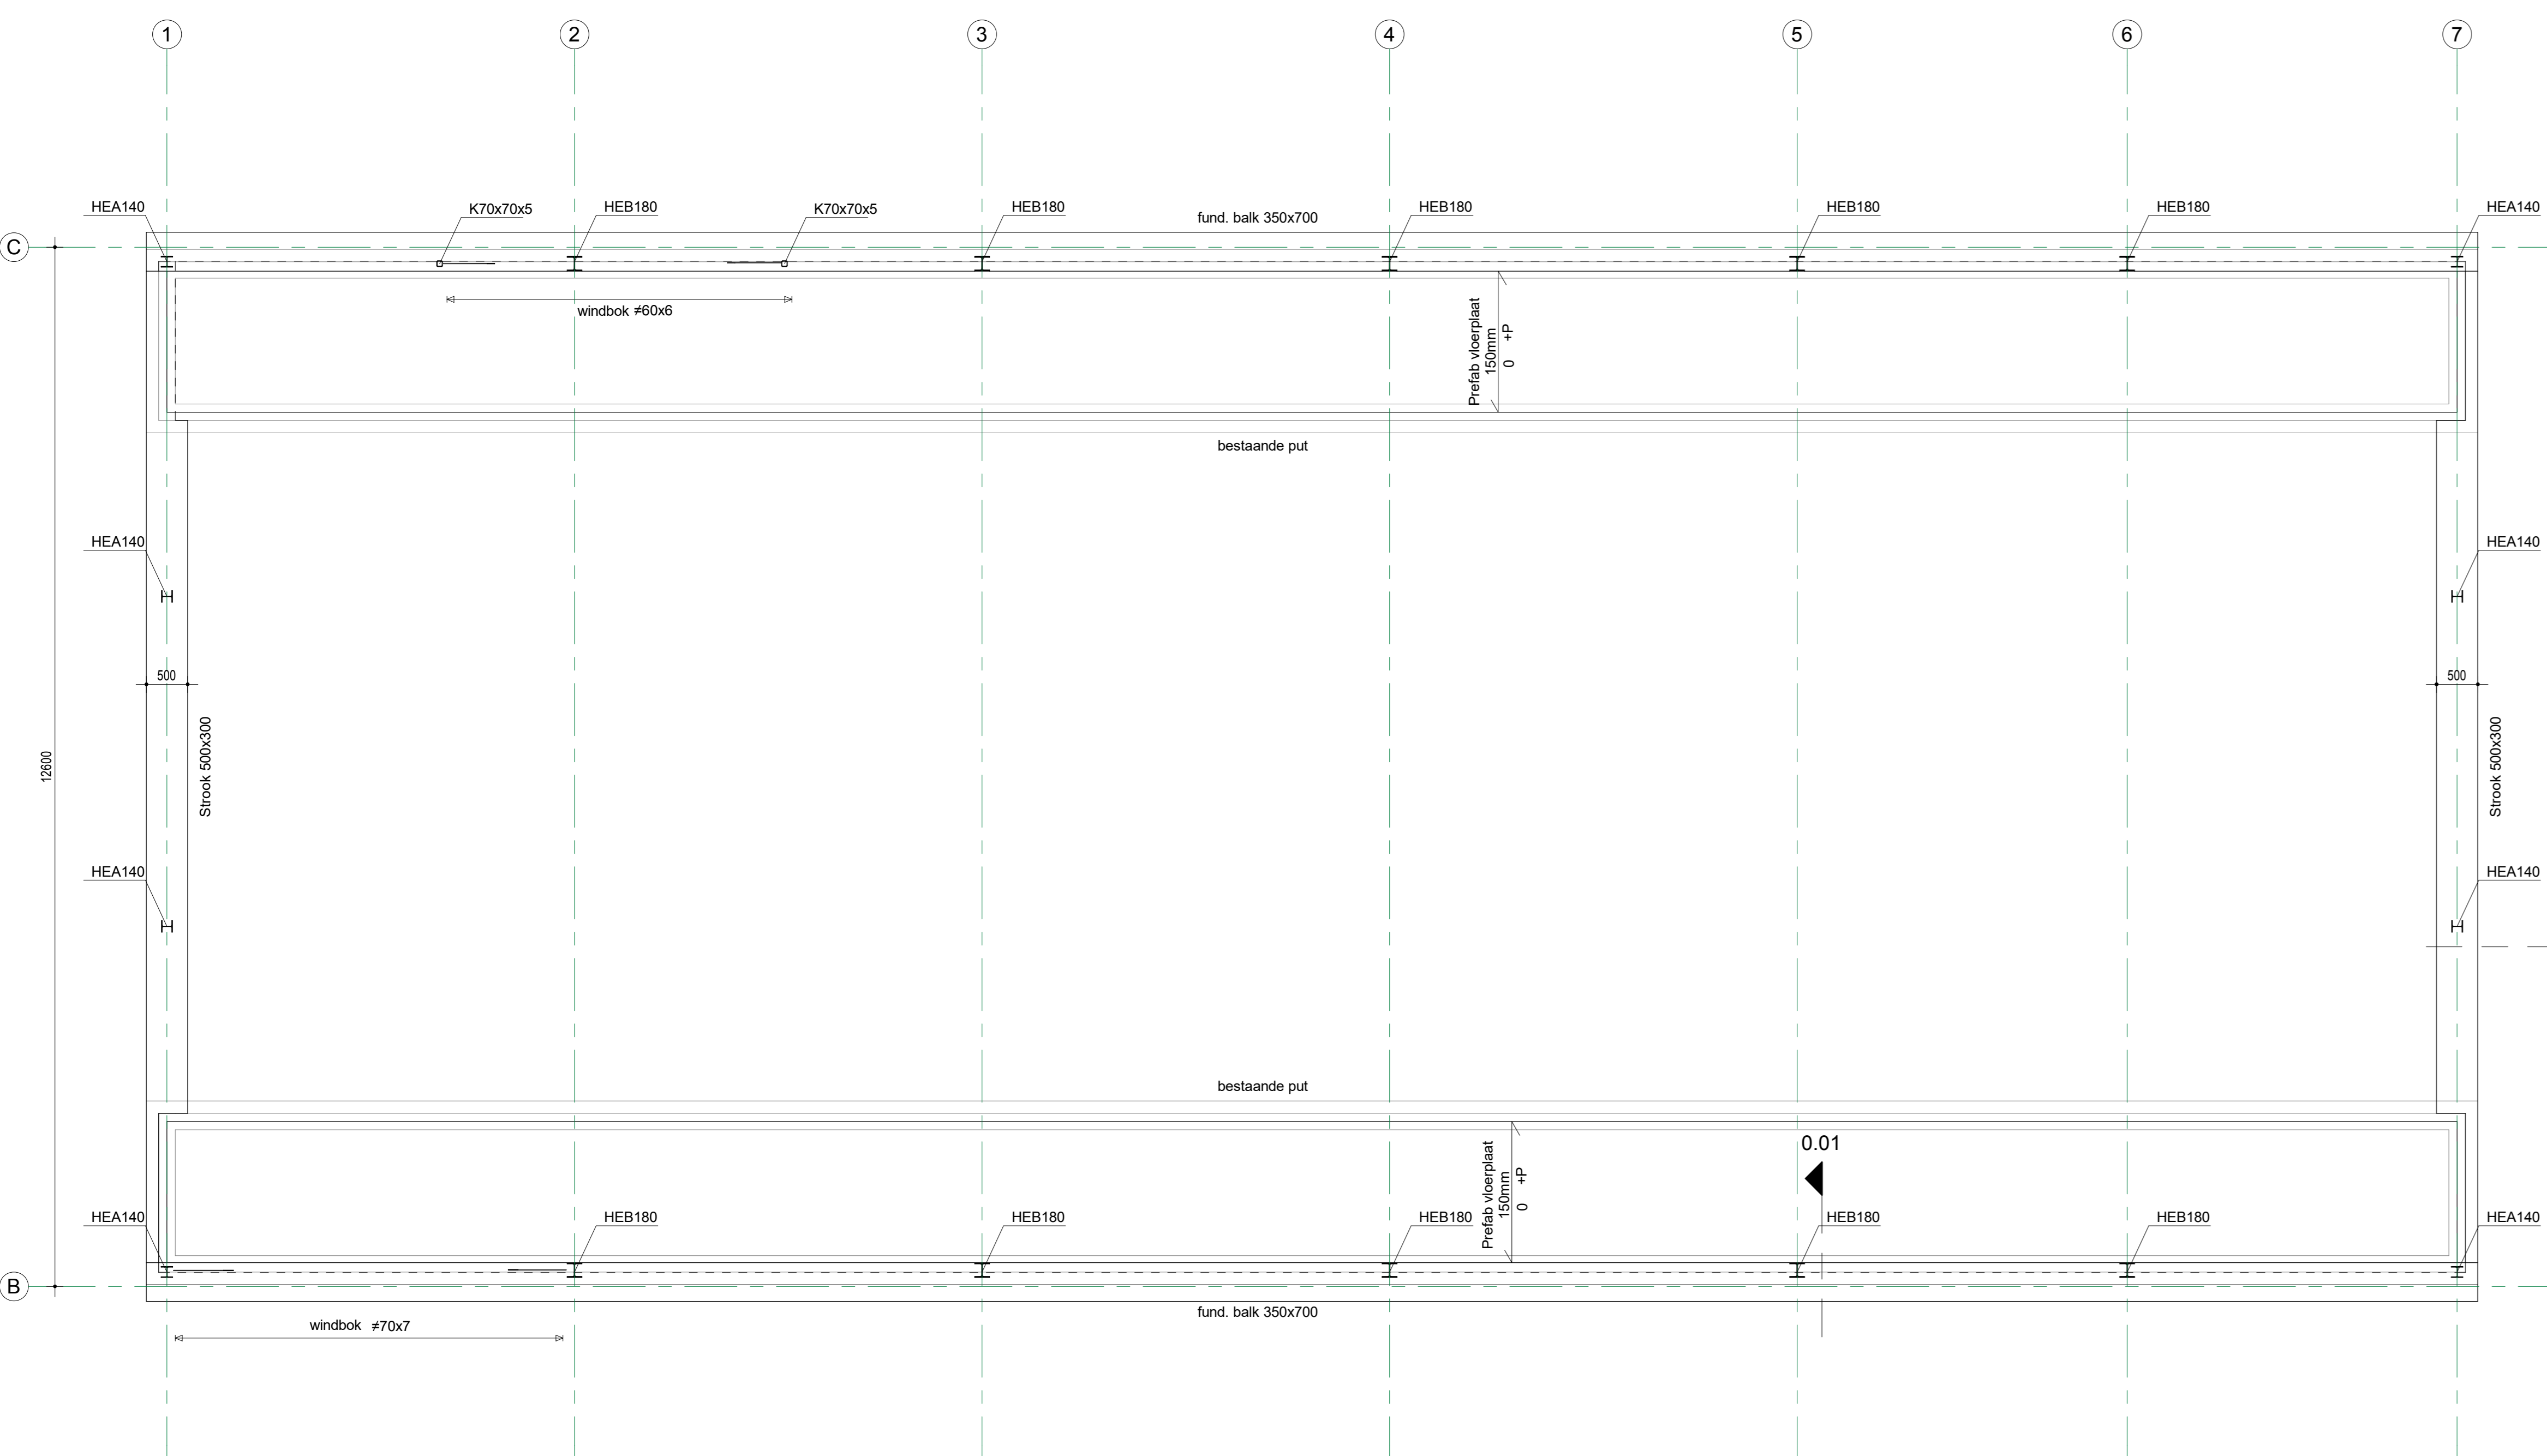 1 2 3 4 5 6 7
HEA140 K70x70x5 HEB180 K70x70x5 HEB180 fund. balk 350x700 HEB180 HEB180 HEB180 HEA140
C
windbok ≠60x6
Prefab vloerplaat
150mm
0 +P
bestaande put
HEA140 HEA140
500 500
12600
Strook 500x300 Strook 500x300
HEA140 HEA140
bestaande put
Prefab vloerplaat
150mm
0 +P
0.01
HEA140 HEB180 HEB180 HEB180 HEB180 HEB180 HEA140
B
fund. balk 350x700
windbok ≠70x7